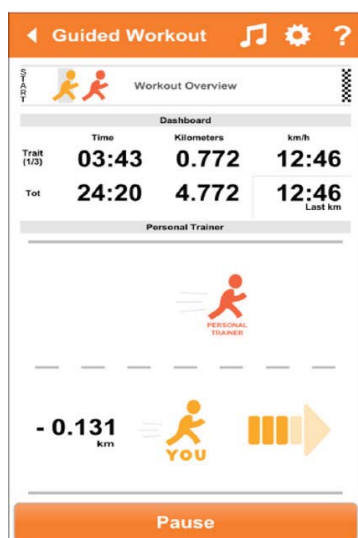 Guided Workout ?
START
Workout Overview
Dashboard
Time Kilometers km/h
Trait (1/3) 03:43 0.772 12:46
Tot 24:20 4.772 12:46
Last km
Personal Trainer
PERSONAL
TRAINER
- 0.131
km
YOU
Pause